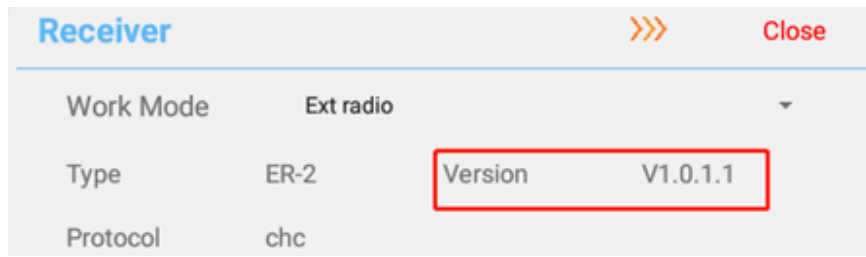 Receiver >>> Close
Work Mode Ext radio
Type ER-2 Version V1.0.1.1
Protocol chc